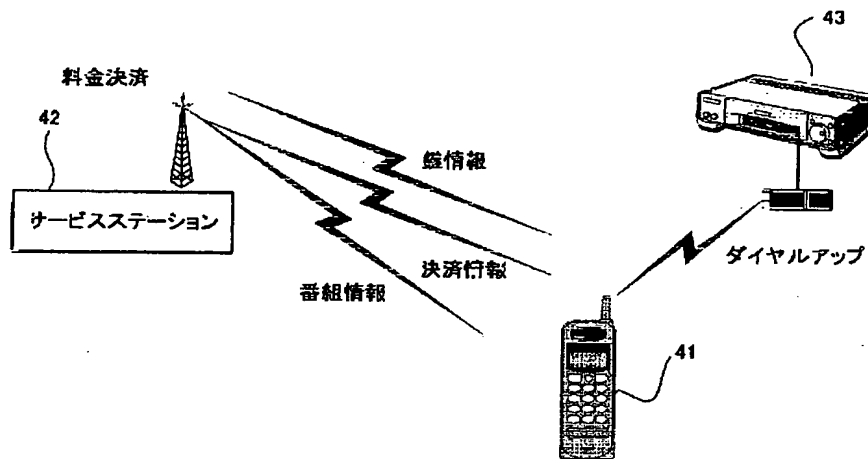 43
料金決済
42
鍵情報
サービスステーション
決済情報
ダイヤルアップ
番組情報
41